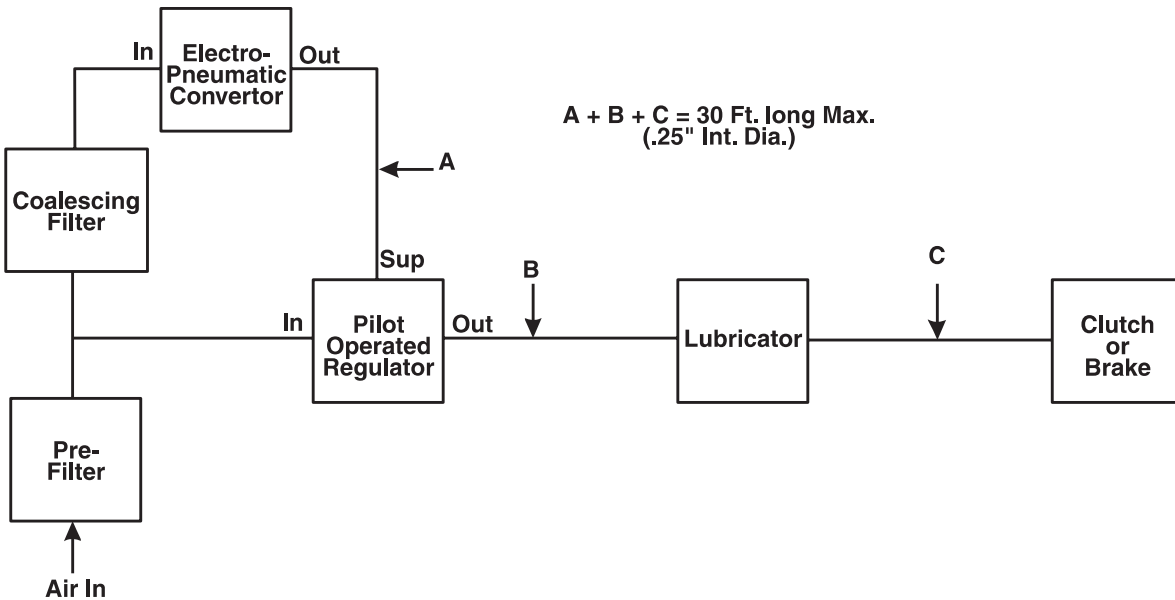 In
Electro-
Pneumatic
Convertor
Out
A + B + C = 30 Ft. long Max.
(.25" Int. Dia.)
A
Coalescing
Filter
Sup
B
C
In
Pilot
Operated
Regulator
Out
Lubricator
Clutch
or
Brake
Pre-
Filter
Air In